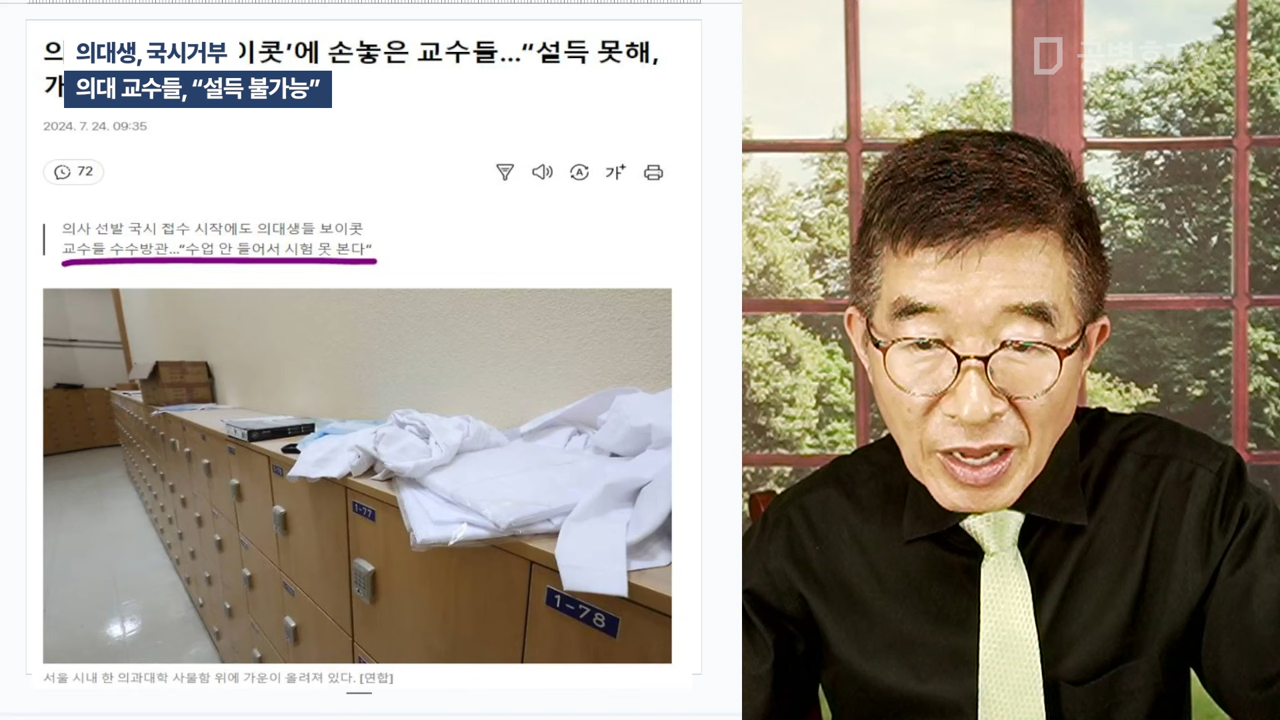 의 의대생, 국시거부 이콧’에 손놓은 교수들…“설득 못해,
가 의대 교수들, “설득 불가능”
2024. 7. 24. 09:35
72
가+
의사 선발 국시 접수 시작에도 의대생들 보이콧
교수들 수수방관…“수업 안 들어서 시험 못 본다”
1-77
1-78
서울 시내 한 의과대학 사물함 위에 가운이 올려져 있다. [연합]